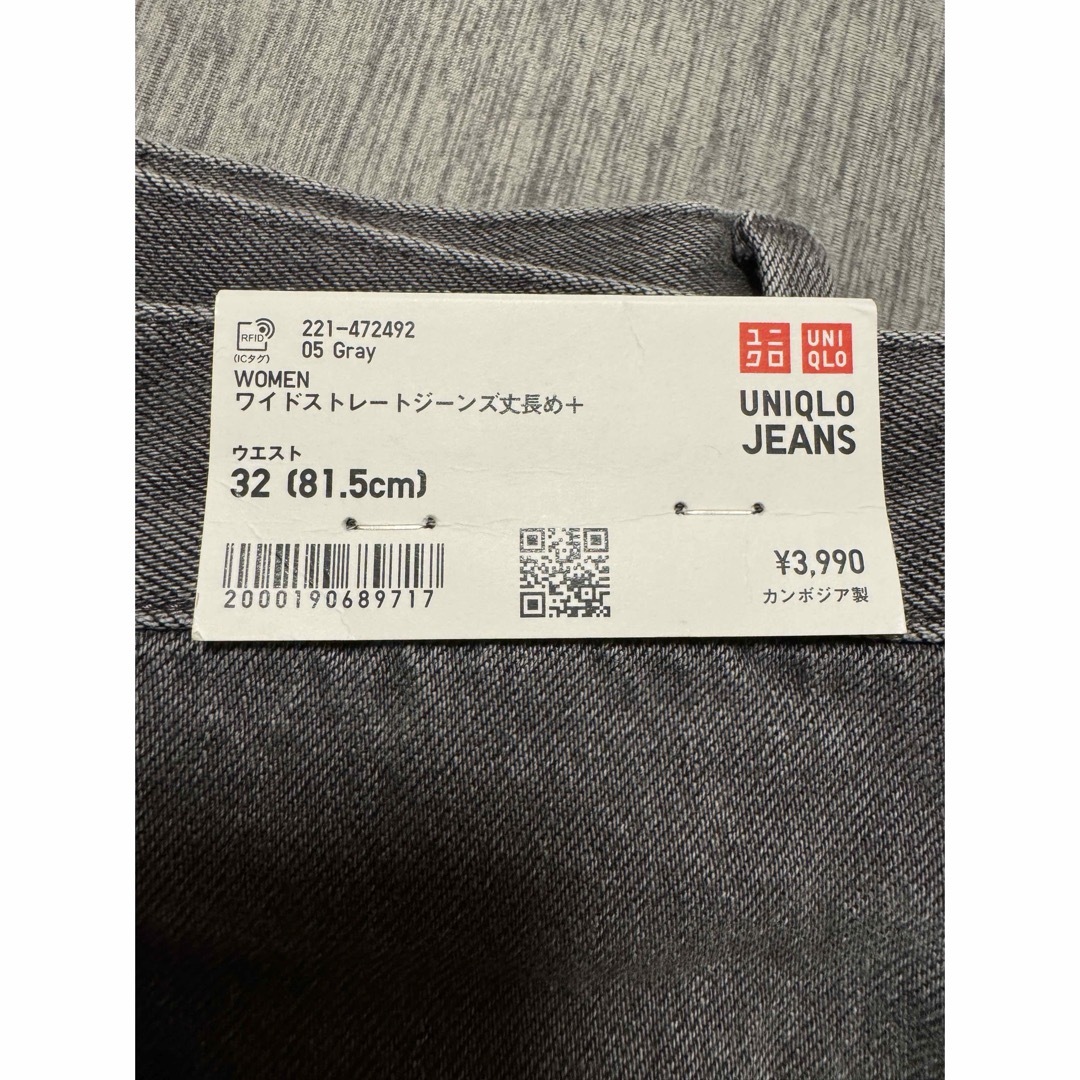 RFID
(ICタグ)
221-472492
05 Gray
WOMEN
ワイドストレートジーンズ丈長め+
ウエスト
32 (81.5cm)
2000190689717
ユニ
クロ
UNI
QLO
UNIQLO
JEANS
¥3,990
カンボジア製